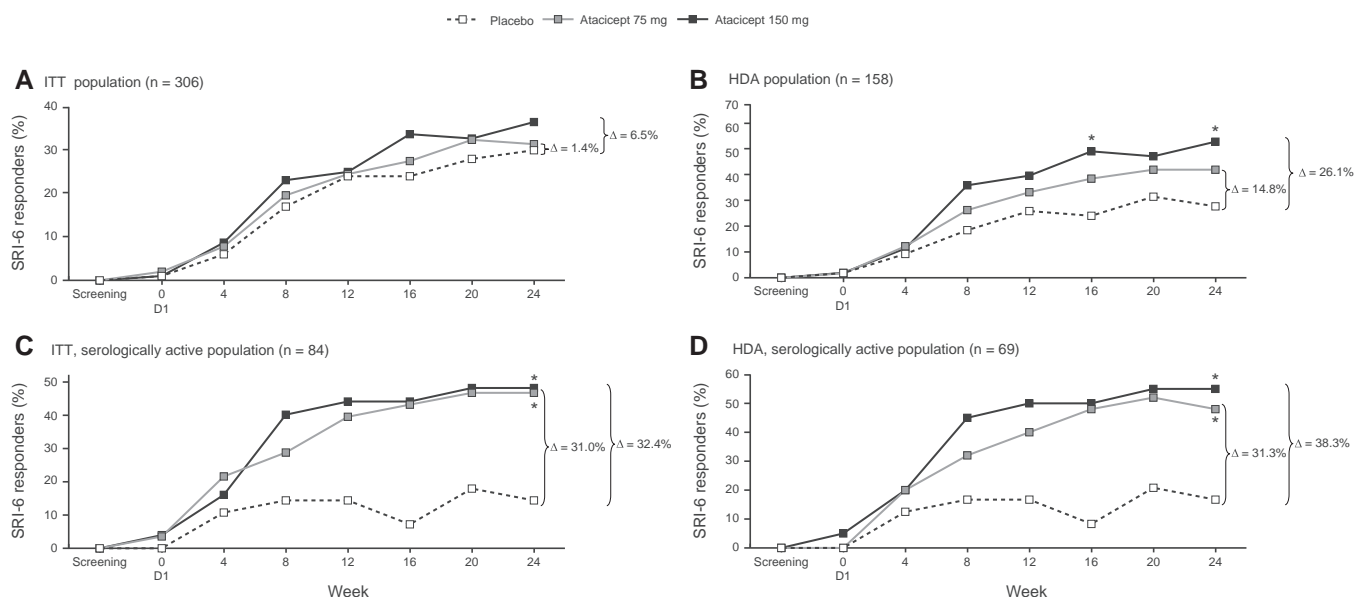 Placebo Atacicept 75 mg Atacicept 150 mg
A ITT population (n = 306)
SRI-6 responders (%)
40
30
20
10
0
Δ = 1.4%
Δ = 6.5%
Screening 0 4 8 12 16 20 24
D1
B HDA population (n = 158)
SRI-6 responders (%)
70
60
50
40
30
20
10
0
* *
Δ = 14.8%
Δ = 26.1%
Screening 0 4 8 12 16 20 24
D1
C ITT, serologically active population (n = 84)
SRI-6 responders (%)
50
40
30
20
10
0
*
*
Δ = 31.0%
Δ = 32.4%
Screening 0 4 8 12 16 20 24
D1
Week
D HDA, serologically active population (n = 69)
SRI-6 responders (%)
60
50
40
30
20
10
0
*
*
Δ = 31.3%
Δ = 38.3%
Screening 0 4 8 12 16 20 24
D1
Week